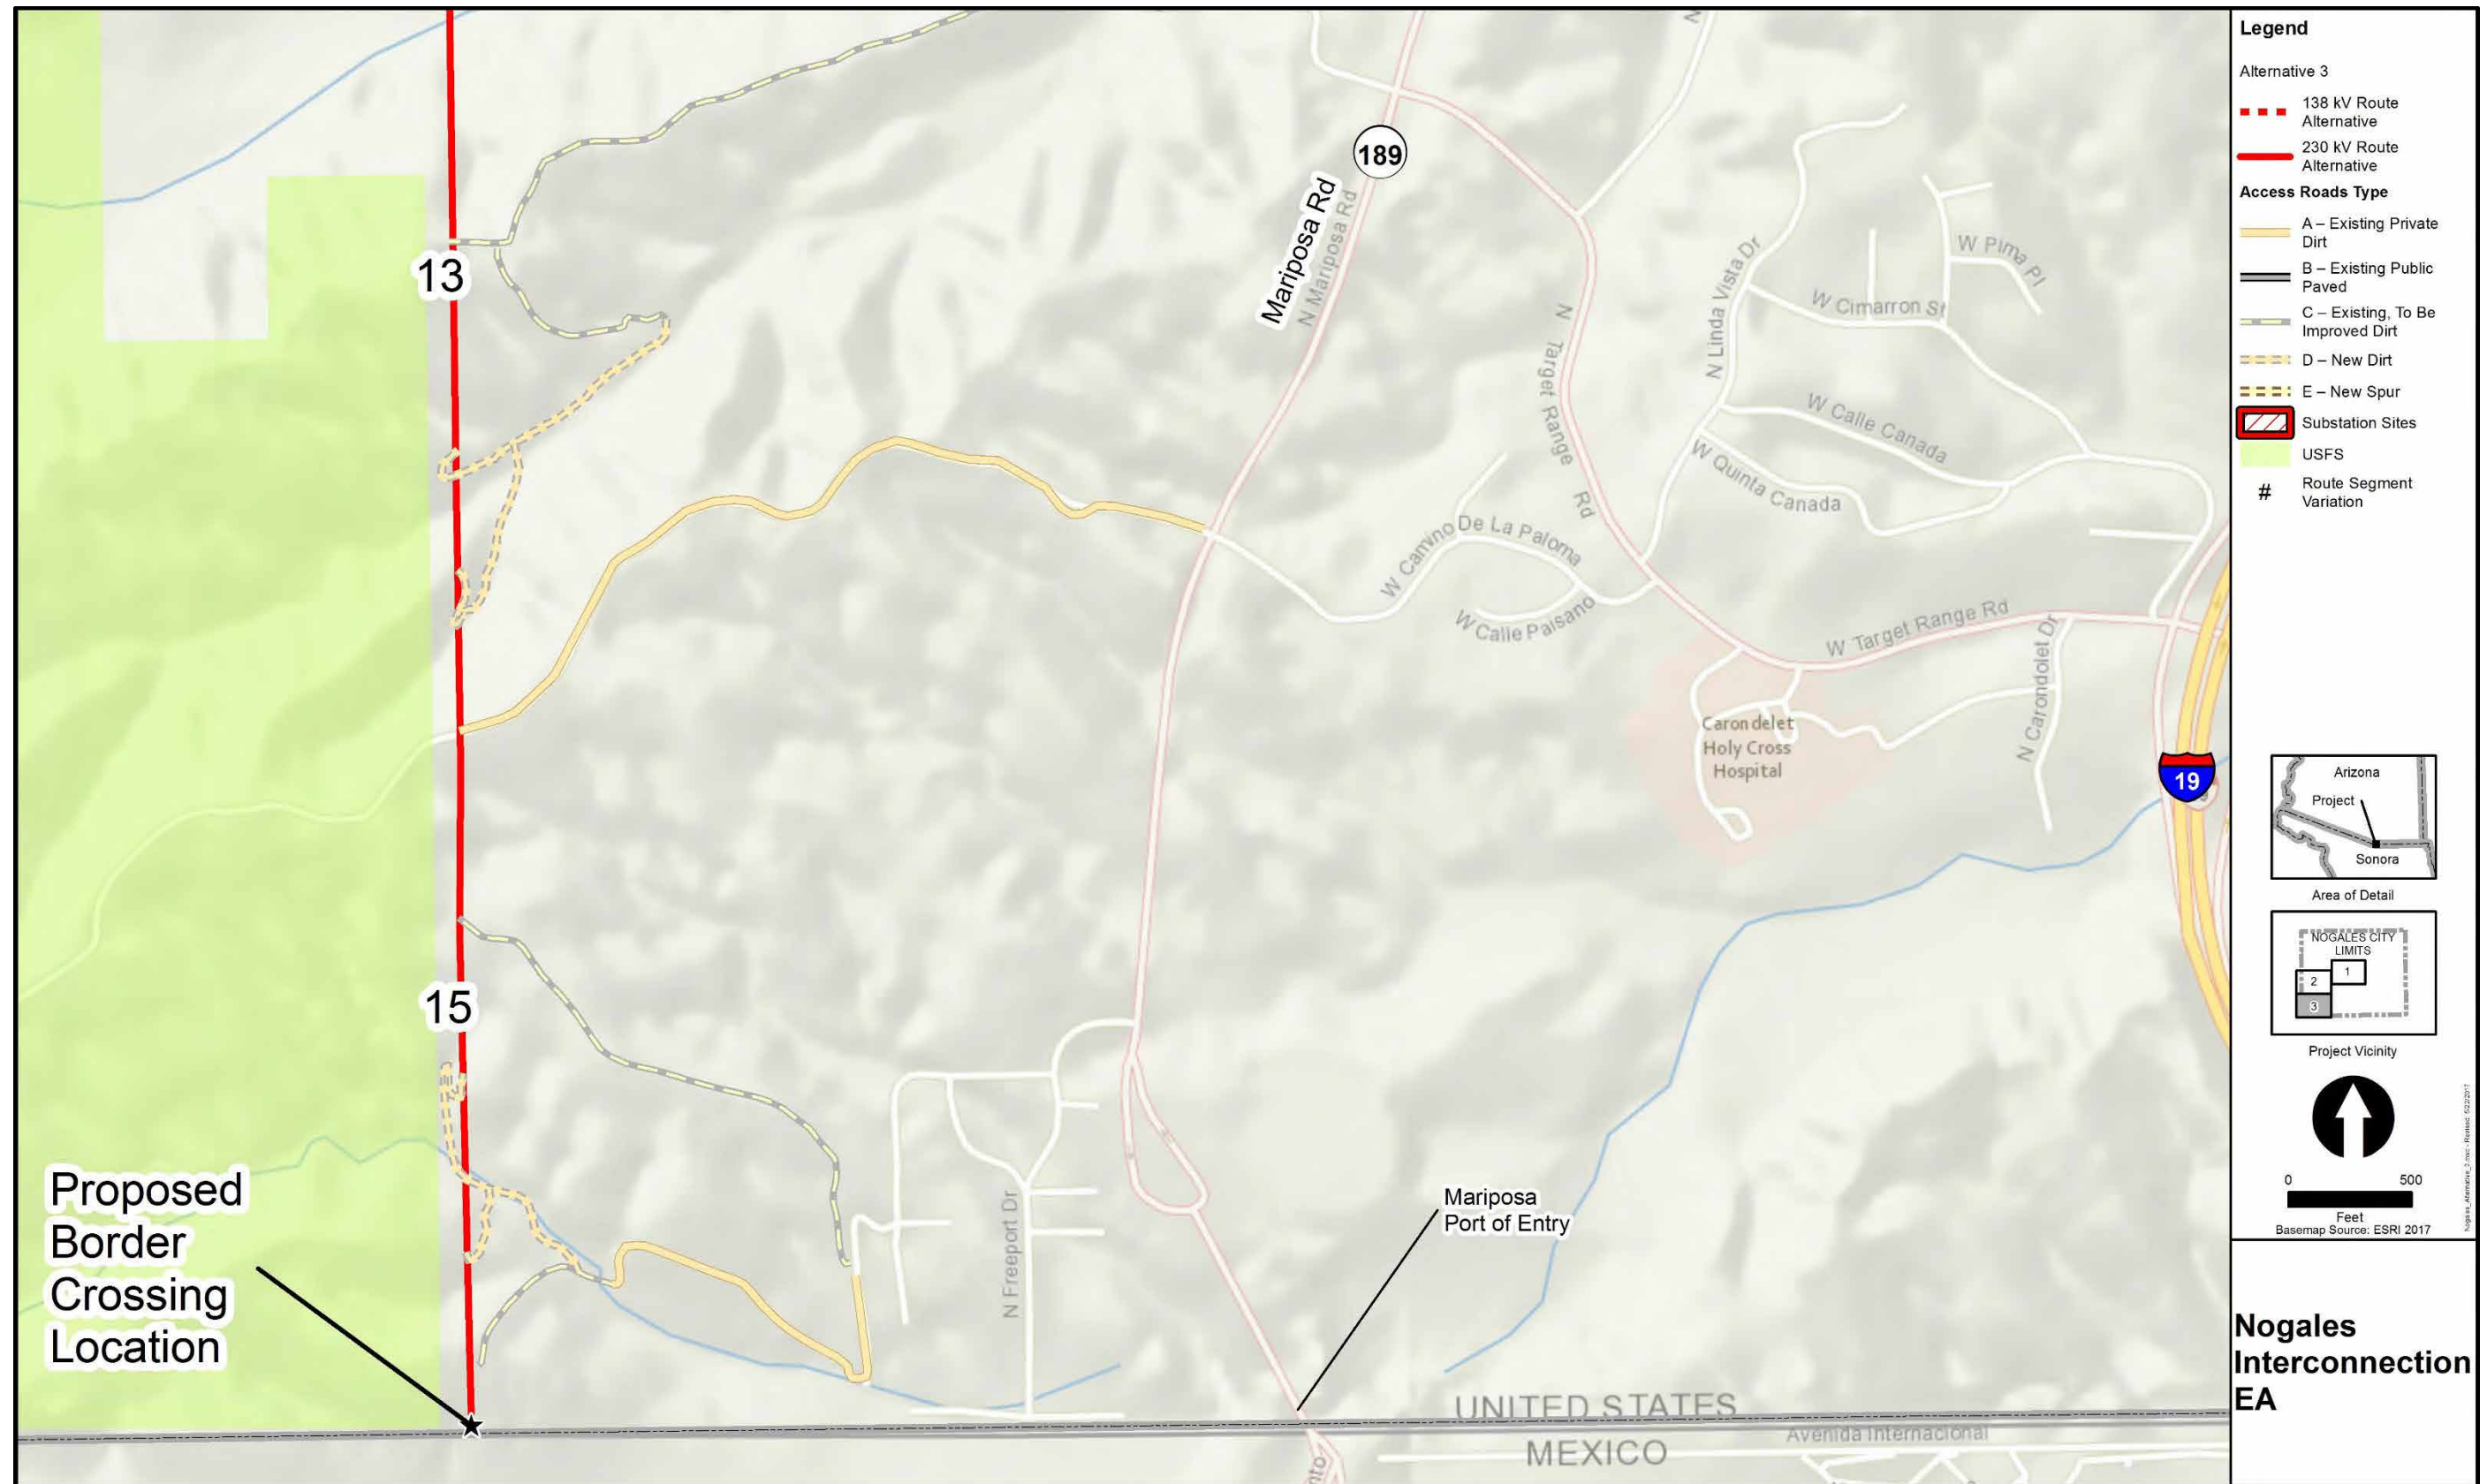 189
Mariposa Rd
N Mariposa Rd
N Target Range Rd
N Linda Vista Dr
W Pima Pl
W Cimarron St
W Calle Canada
W Quinta Canada
W Camino De La Paloma
W Calle Paisano
W Target Range Rd
N Carondolet Dr
Carondelet
Holy Cross
Hospital
19
13
15
N Freeport Dr
Proposed
Border
Crossing
Location
Mariposa
Port of Entry
UNITED STATES
MEXICO
Avenida Internacional
Legend
Alternative 3
138 kV Route
Alternative
230 kV Route
Alternative
Access Roads Type
A – Existing Private
Dirt
B – Existing Public
Paved
C – Existing, To Be
Improved Dirt
D – New Dirt
E – New Spur
Substation Sites
USFS
# Route Segment
Variation
Arizona
Project
Sonora
Area of Detail
NOGALES CITY
LIMITS
1
2
3
Project Vicinity
0 500
Feet
Basemap Source: ESRI 2017
Nogales
Interconnection
EA